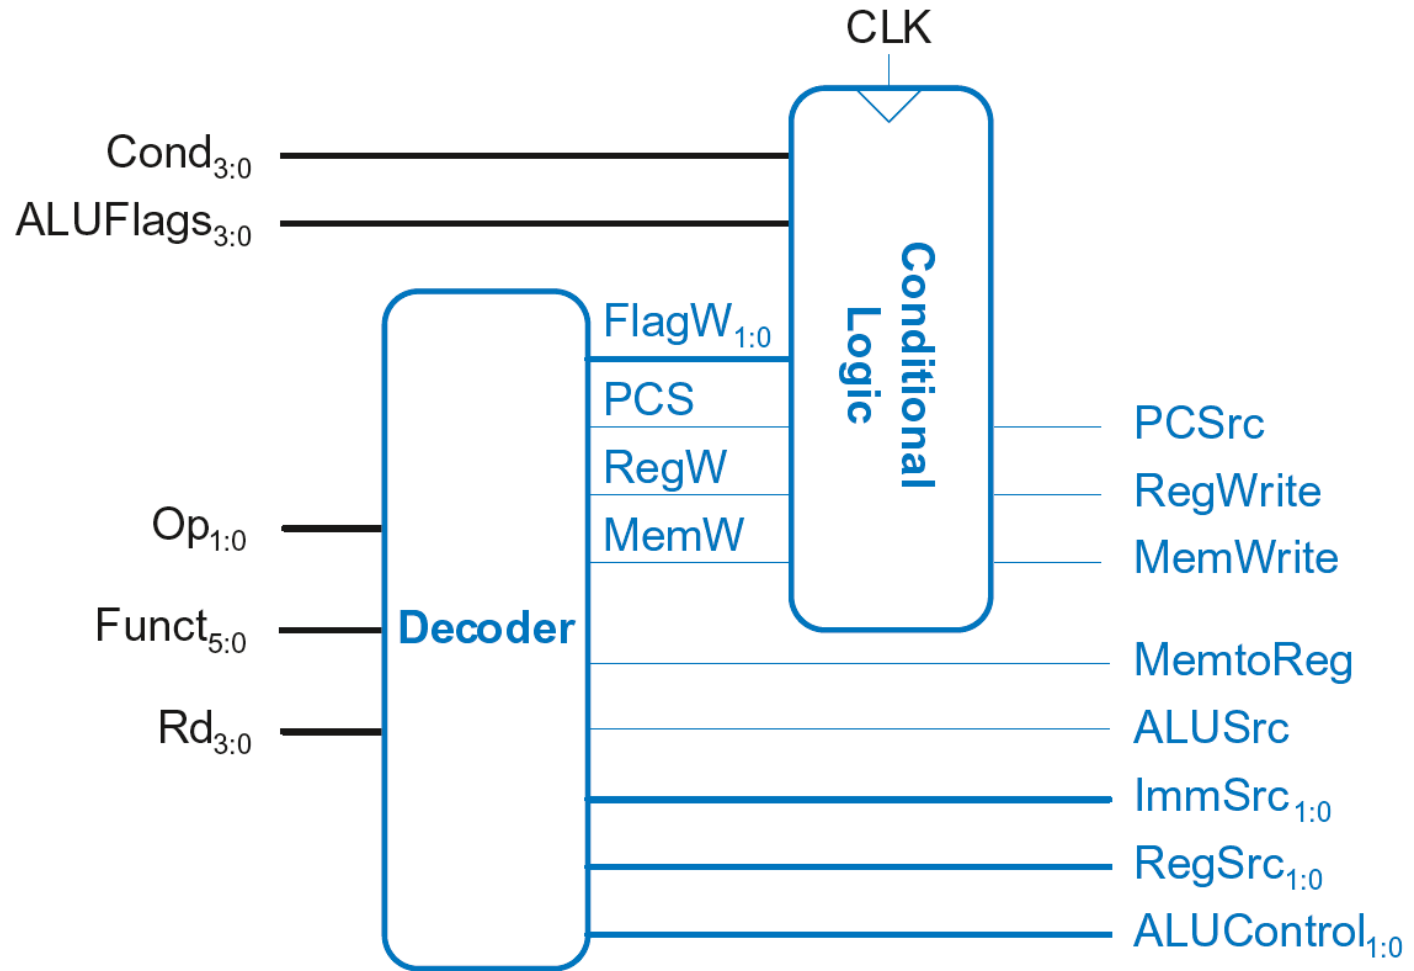 CLK
Cond3:0
ALUFlags3:0
Conditional
Logic
FlagW1:0
PCS
RegW
MemW
PCSrc
RegWrite
MemWrite
Op1:0
Funct5:0
Rd3:0
Decoder
MemtoReg
ALUSrc
ImmSrc1:0
RegSrc1:0
ALUControl1:0